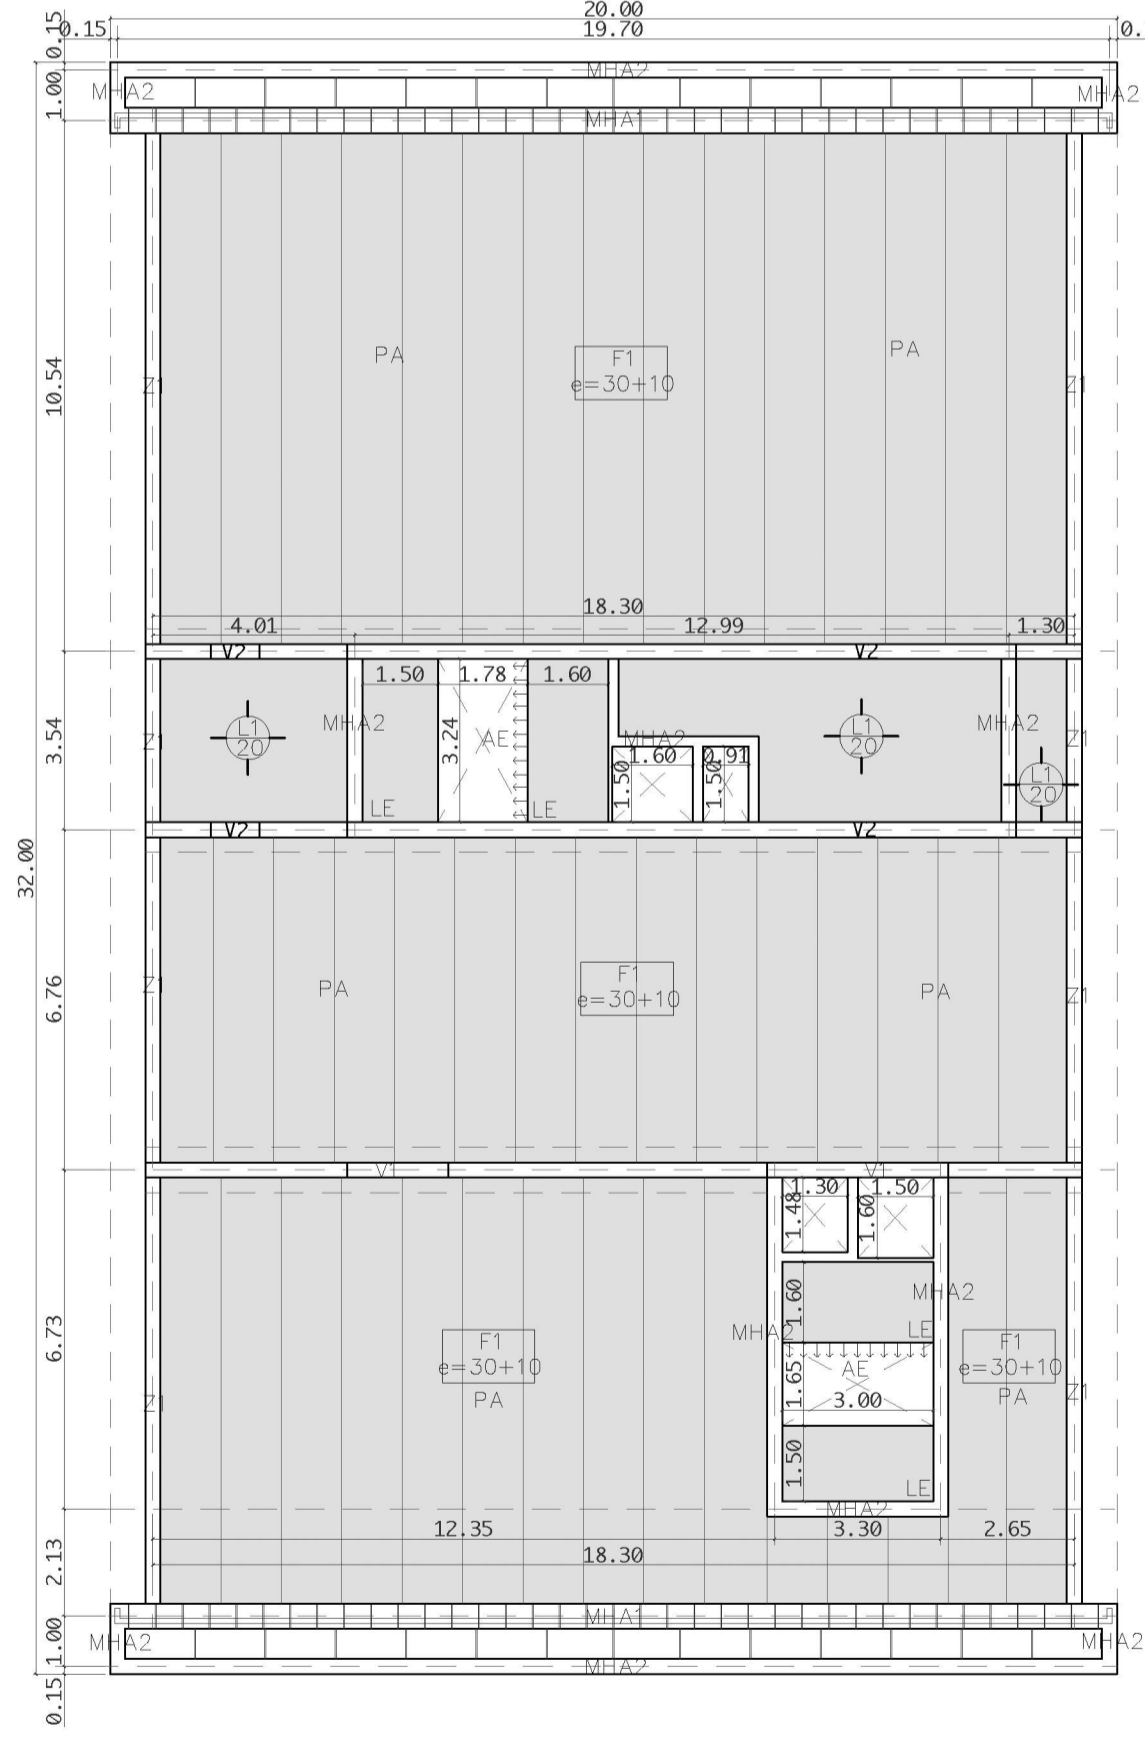 20.00
0.15
0.15
19.70
0.
MHA2
1.00
MHA2
MHA2
MHA1
PA
PA
F1
e=30+10
10.54
Z1
Z1
18.30
4.01
12.99
1.30
V2
V2
1.50
1.78
1.60
MHA2
MHA2
L1
20
3.54
Z1
3.24
AE
MHA2
L1
20
Z1
1.60
0.91
1.50
1.50
L1
20
LE
LE
V2
V2
32.00
6.76
Z1
PA
F1
e=30+10
PA
Z1
V1
V1
1.30
1.50
1.48
1.60
1.60
MHA2
MHA2
LE
6.73
F1
e=30+10
PA
AE
1.65
3.00
F1
e=30+10
PA
Z1
Z1
1.50
LE
MHA2
12.35
3.30
2.65
18.30
2.13
MHA1
1.00
MHA2
MHA2
MHA2
0.15